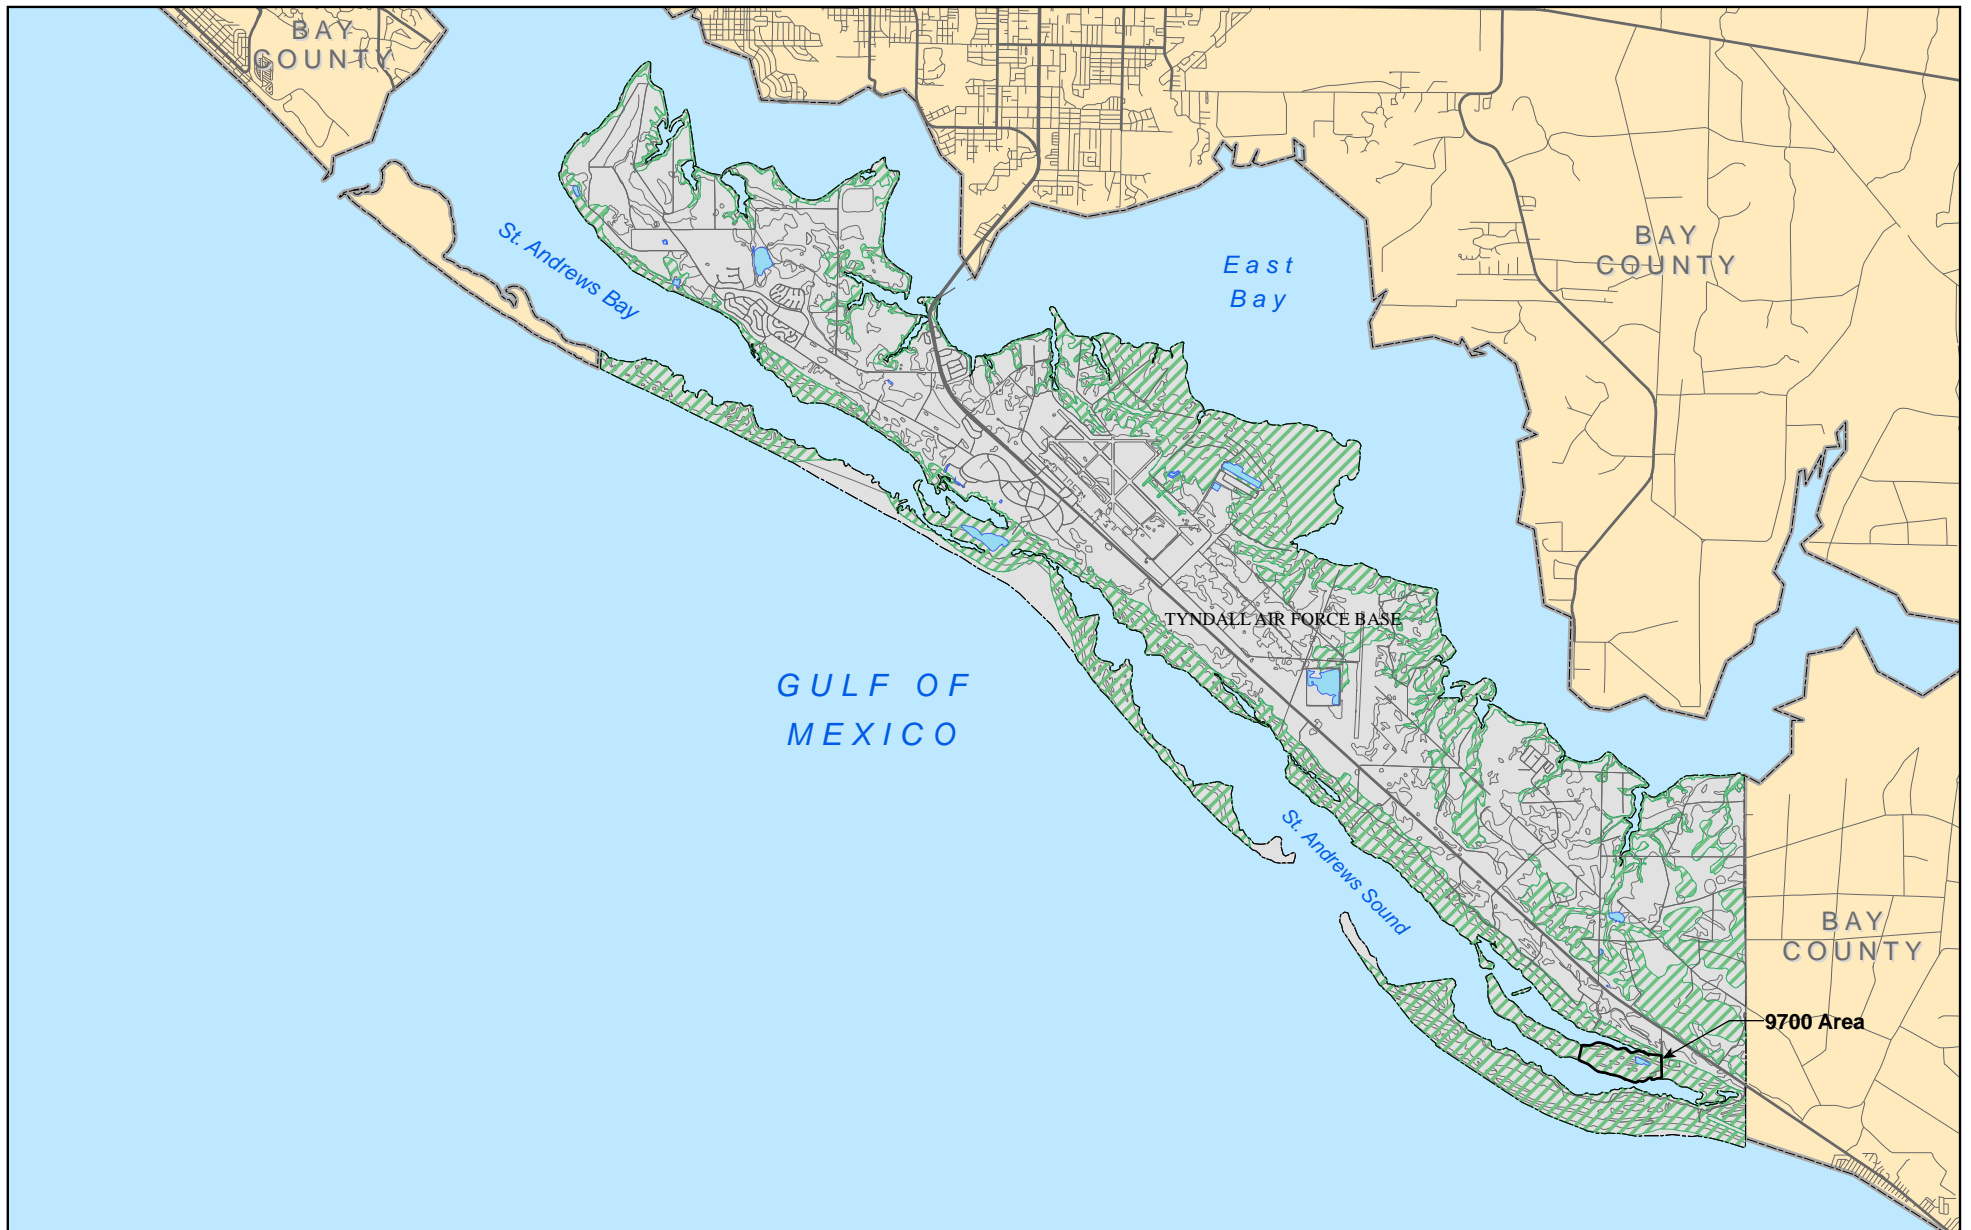 BAY
COUNTY
St. Andrews Bay
East
Bay
BAY
COUNTY
TYNDALL AIR FORCE BASE
GULF OF
MEXICO
St. Andrews Sound
BAY
COUNTY
9700 Area